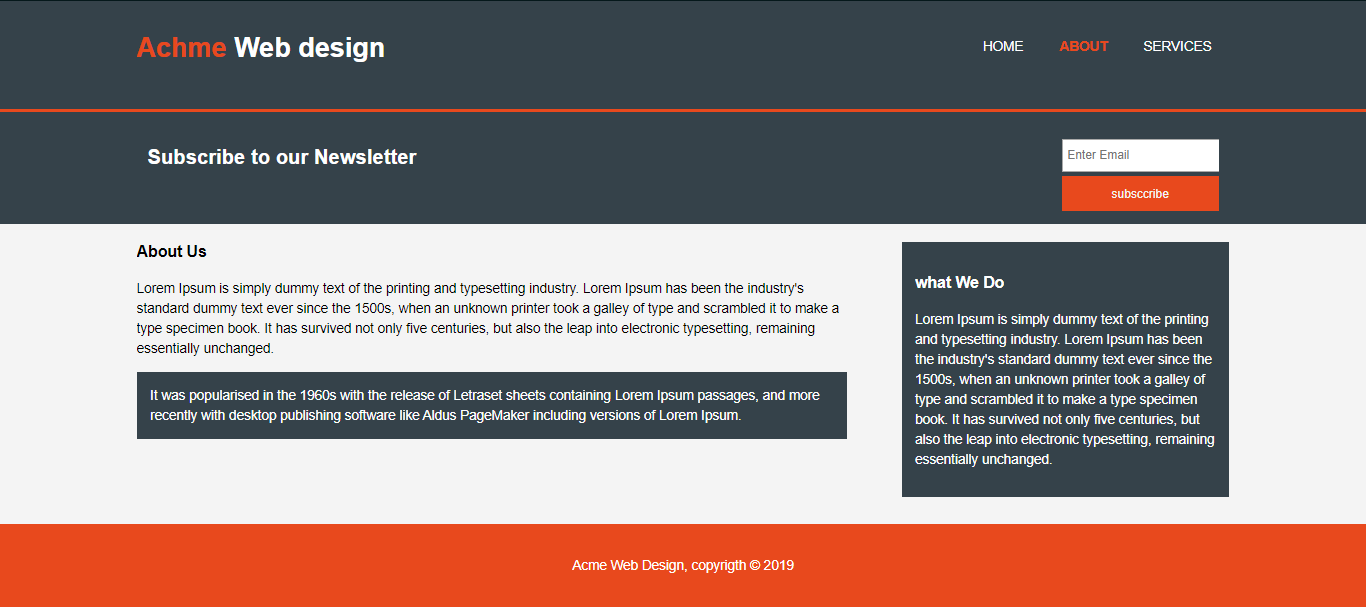 Achme Web design
HOME ABOUT SERVICES
Subscribe to our Newsletter
Enter Email
subsccribe
About Us
Lorem Ipsum is simply dummy text of the printing and typesetting industry. Lorem Ipsum has been the industry's
standard dummy text ever since the 1500s, when an unknown printer took a galley of type and scrambled it to make a
type specimen book. It has survived not only five centuries, but also the leap into electronic typesetting, remaining
essentially unchanged.
It was popularised in the 1960s with the release of Letraset sheets containing Lorem Ipsum passages, and more
recently with desktop publishing software like Aldus PageMaker including versions of Lorem Ipsum.
what We Do
Lorem Ipsum is simply dummy text of the printing
and typesetting industry. Lorem Ipsum has been
the industry's standard dummy text ever since the
1500s, when an unknown printer took a galley of
type and scrambled it to make a type specimen
book. It has survived not only five centuries, but
also the leap into electronic typesetting, remaining
essentially unchanged.
Acme Web Design, copyrigth © 2019